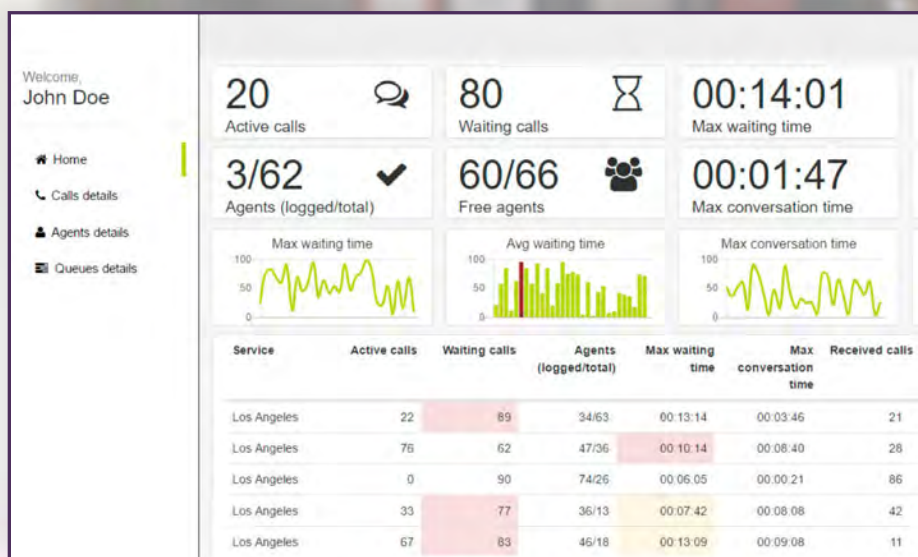 Welcome,
John Doe
Home
Calls details
Agents details
Queues details
20
Active calls
80
Waiting calls
00:14:01
Max waiting time
3/62
Agents (logged/total)
60/66
Free agents
00:01:47
Max conversation time
Max waiting time
100
50
0
Avg waiting time
100
50
0
Max conversation time
100
50
0
Service Active calls Waiting calls Agents (logged/total) Max waiting time Max conversation time Received calls
Los Angeles 22 89 34/63 00:13:14 00:03:46 21
Los Angeles 76 62 47/36 00:10:14 00:08:40 28
Los Angeles 0 90 74/26 00:06:05 00:00:21 86
Los Angeles 33 77 36/13 00:07:42 00:08:08 42
Los Angeles 67 83 46/18 00:13:09 00:09:08 11